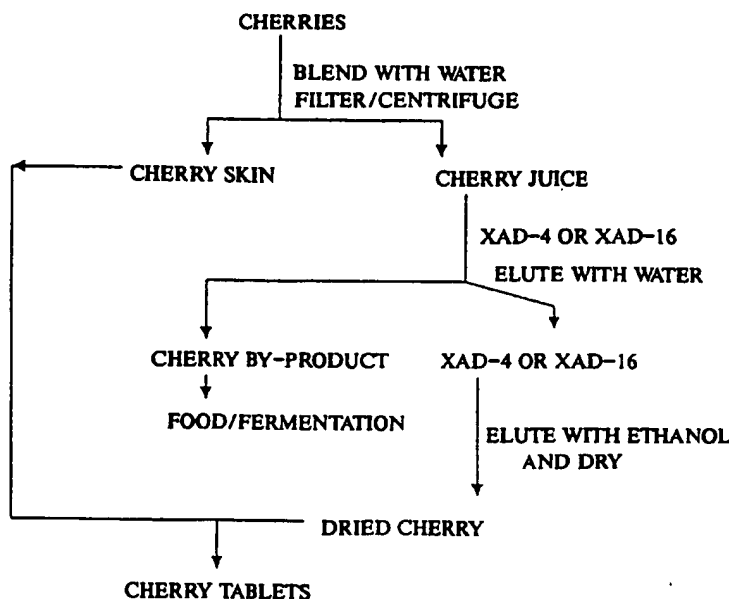 CHERRIES
BLEND WITH WATER
FILTER/CENTRIFUGE
CHERRY SKIN
CHERRY JUICE
XAD-4 OR XAD-16
ELUTE WITH WATER
CHERRY BY-PRODUCT
XAD-4 OR XAD-16
FOOD/FERMENTATION
ELUTE WITH ETHANOL
AND DRY
DRIED CHERRY
CHERRY TABLETS